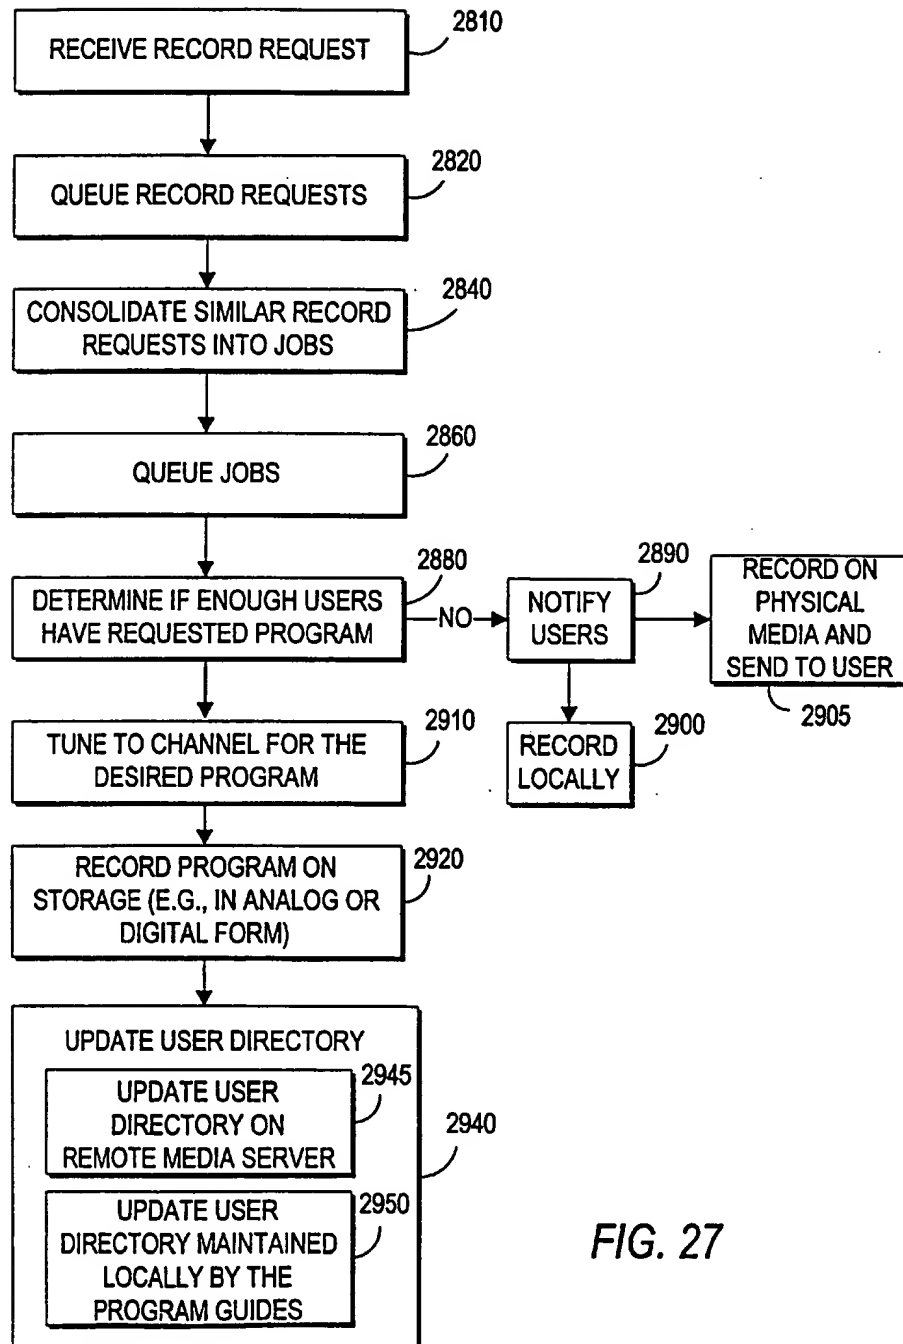 RECEIVE RECORD REQUEST
2810
QUEUE RECORD REQUESTS
2820
CONSOLIDATE SIMILAR RECORD
REQUESTS INTO JOBS
2840
QUEUE JOBS
2860
DETERMINE IF ENOUGH USERS
HAVE REQUESTED PROGRAM
2880
NO
NOTIFY
USERS
2890
RECORD ON
PHYSICAL
MEDIA AND
SEND TO USER
2905
RECORD
LOCALLY
2900
TUNE TO CHANNEL FOR THE
DESIRED PROGRAM
2910
RECORD PROGRAM ON
STORAGE (E.G., IN ANALOG OR
DIGITAL FORM)
2920
UPDATE USER DIRECTORY
2940
UPDATE USER
DIRECTORY ON
REMOTE MEDIA SERVER
2945
UPDATE USER
DIRECTORY MAINTAINED
LOCALLY BY THE
PROGRAM GUIDES
2950
FIG. 27